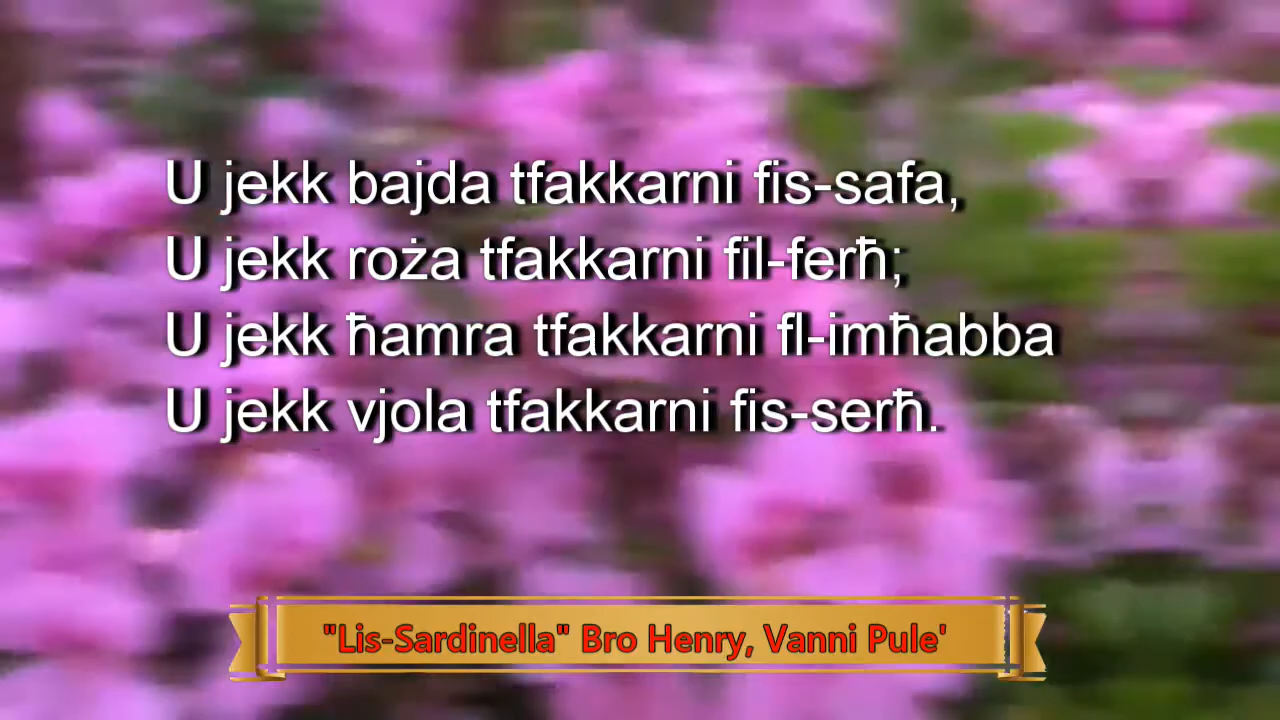 U jekk bajda tfakkarni fis-safa,
U jekk roża tfakkarni fil-ferħ;
U jekk ħamra tfakkarni fl-imħabba
U jekk vjola tfakkarni fis-serħ.
"Lis-Sardinella" Bro Henry, Vanni Pule'